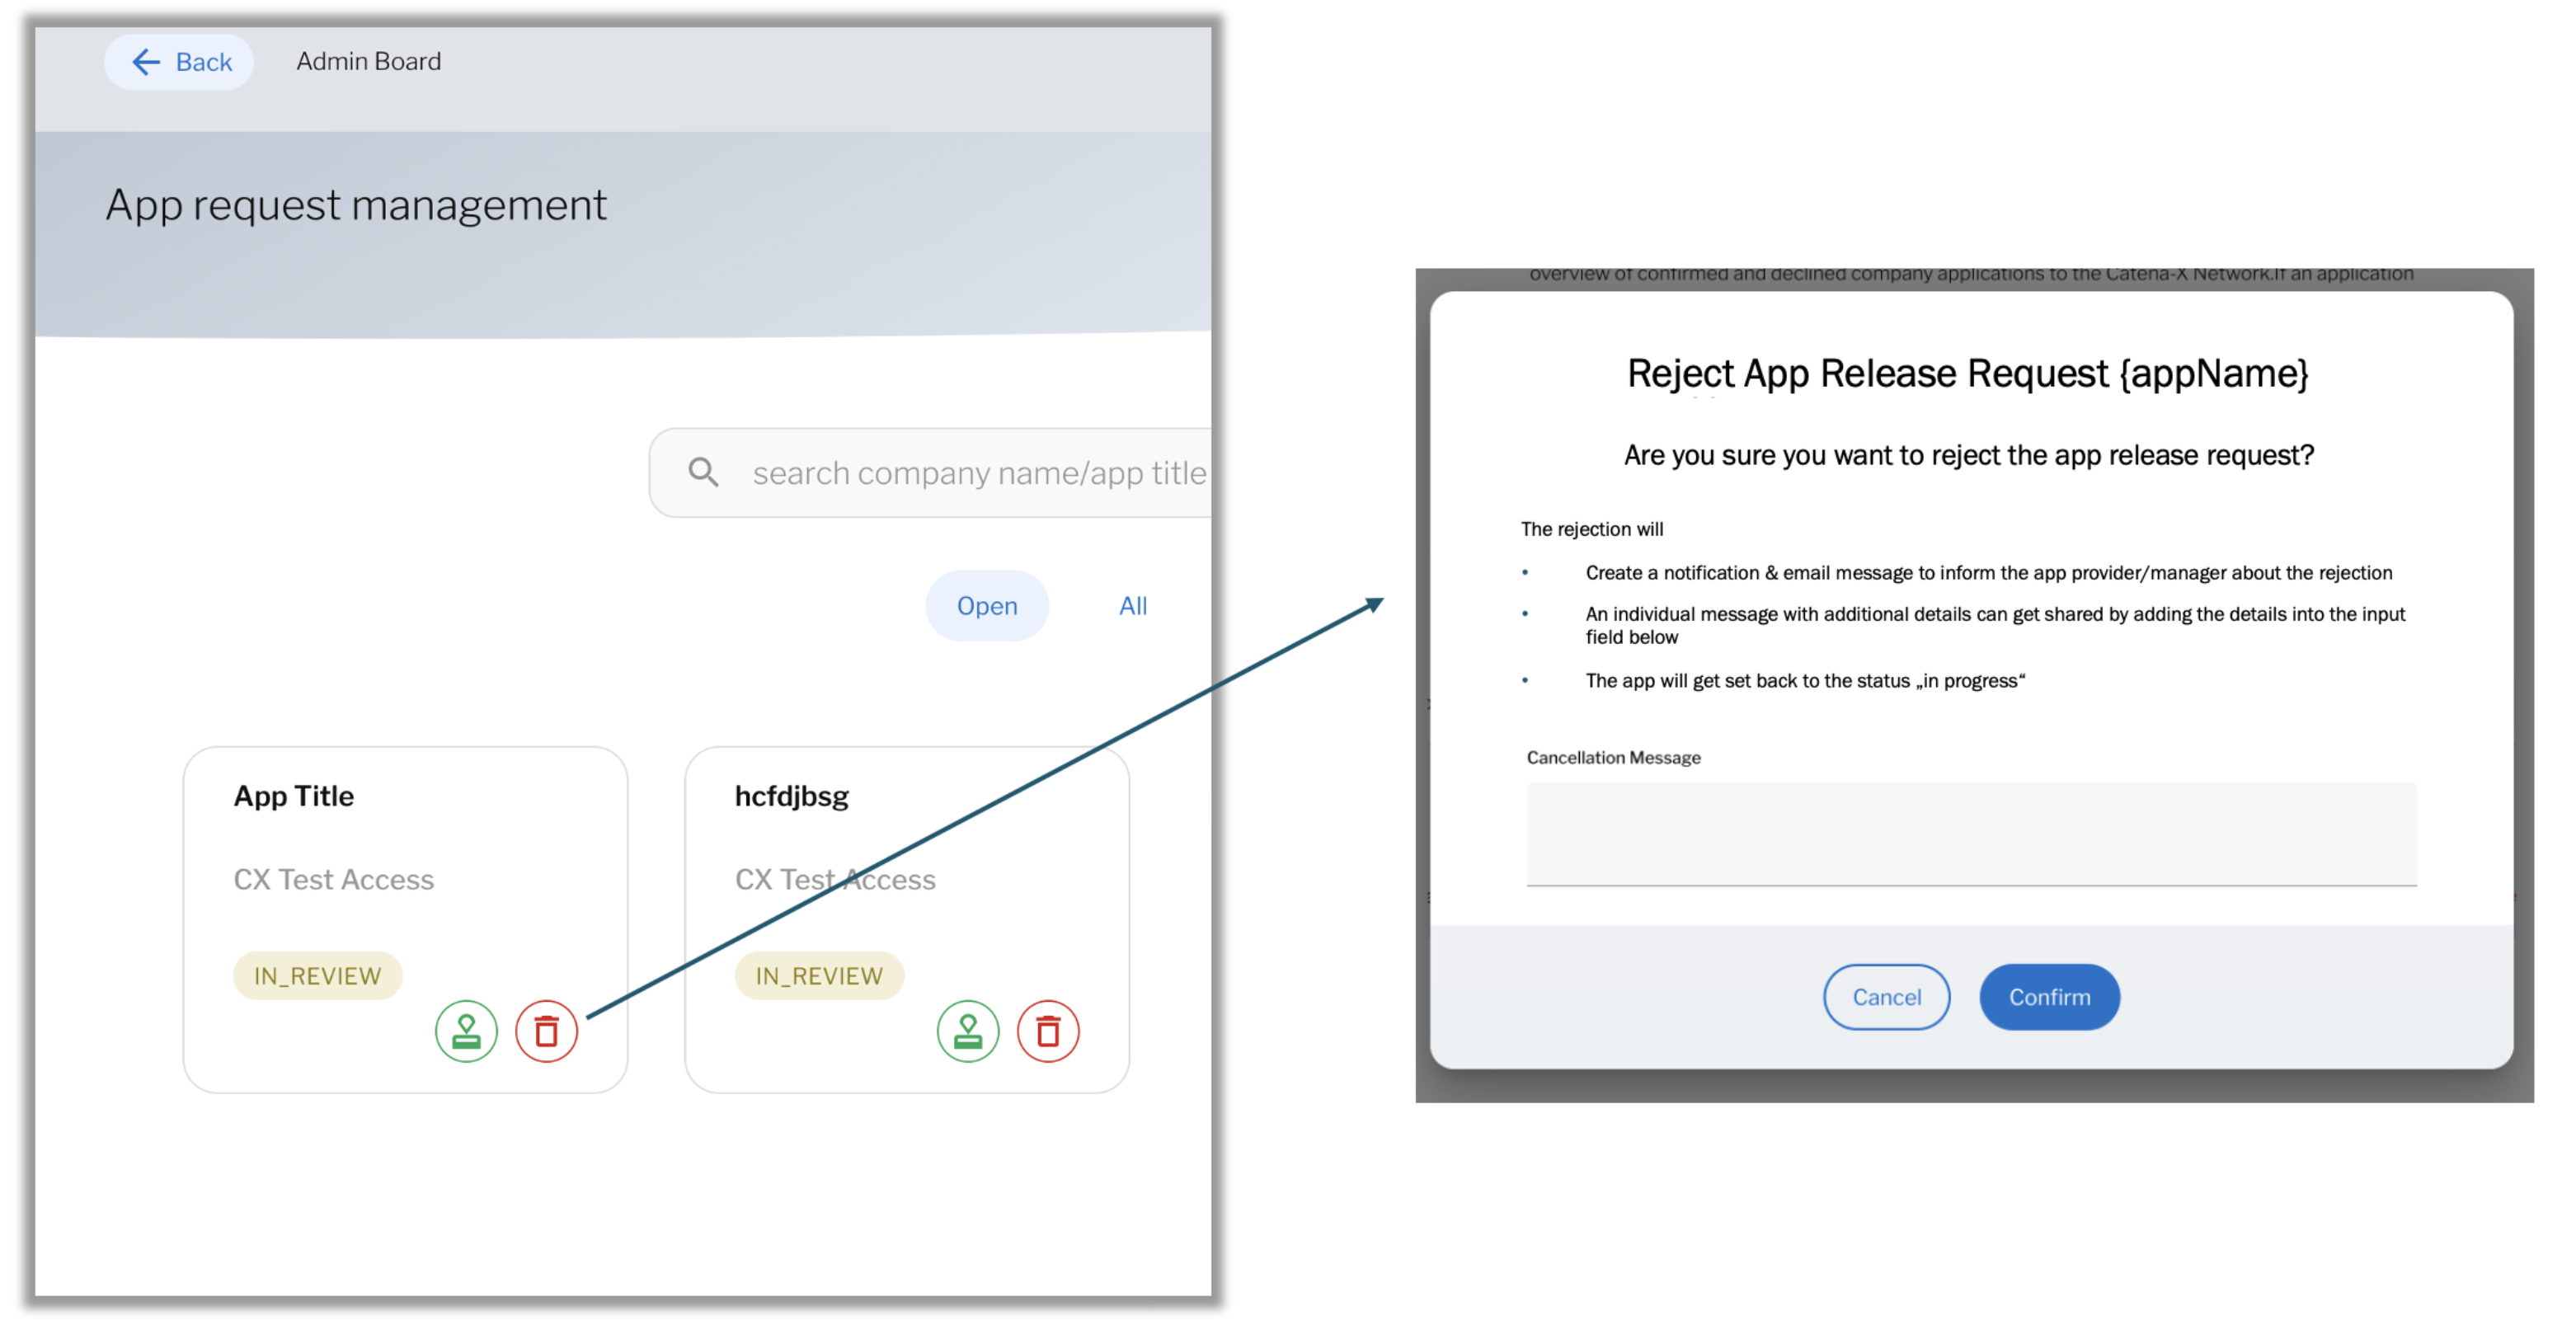 Back
Admin Board
App request management
search company name/app title
Open
All
App Title
CX Test Access
IN_REVIEW
hcfdjbsg
CX Test Access
IN_REVIEW
overview of confirmed and declined company applications to the Catena-X Network.If an application
Reject App Release Request {appName}
Are you sure you want to reject the app release request?
The rejection will
• Create a notification & email message to inform the app provider/manager about the rejection
• An individual message with additional details can get shared by adding the details into the input
field below
• The app will get set back to the status „in progress“
Cancellation Message
Cancel
Confirm